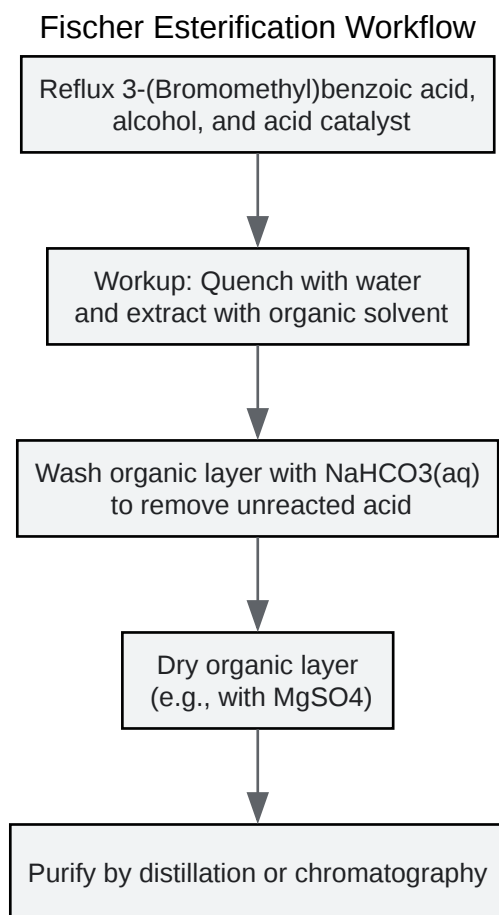 Fischer Esterification Workflow
Reflux 3-(Bromomethyl)benzoic acid,
alcohol, and acid catalyst
Workup: Quench with water
and extract with organic solvent
Wash organic layer with NaHCO3(aq)
to remove unreacted acid
Dry organic layer
(e.g., with MgSO4)
Purify by distillation or chromatography